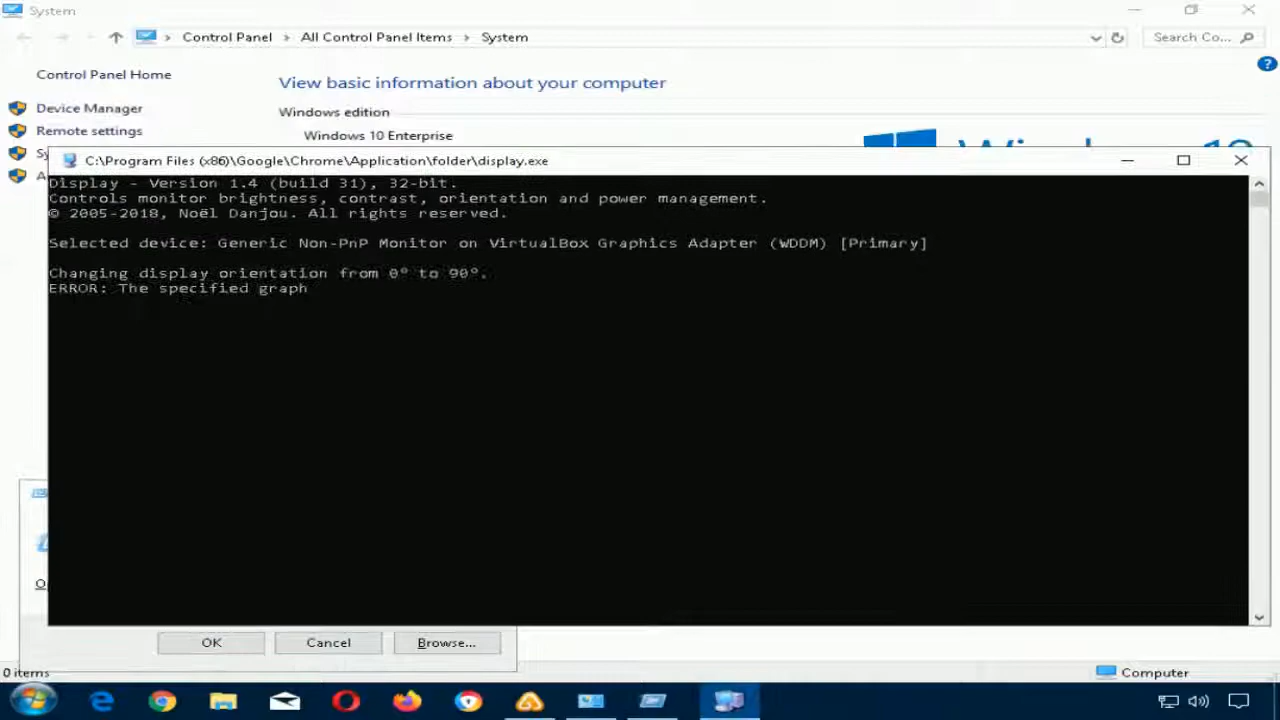 System
Control Panel > All Control Panel Items > System
Search Co...
Control Panel Home
View basic information about your computer
?
Device Manager
Windows edition
Remote settings
Windows 10 Enterprise
Sy
C:\Program Files (x86)\Google\Chrome\Application\folder\display.exe
A
Display - Version 1.4 (build 31), 32-bit.
Controls monitor brightness, contrast, orientation and power management.
© 2005-2018, Noël Danjou. All rights reserved.
Selected device: Generic Non-PnP Monitor on VirtualBox Graphics Adapter (WDDM) [Primary]
Changing display orientation from 0° to 90°.
ERROR: The specified graph
O
OK Cancel Browse...
0 items
Computer